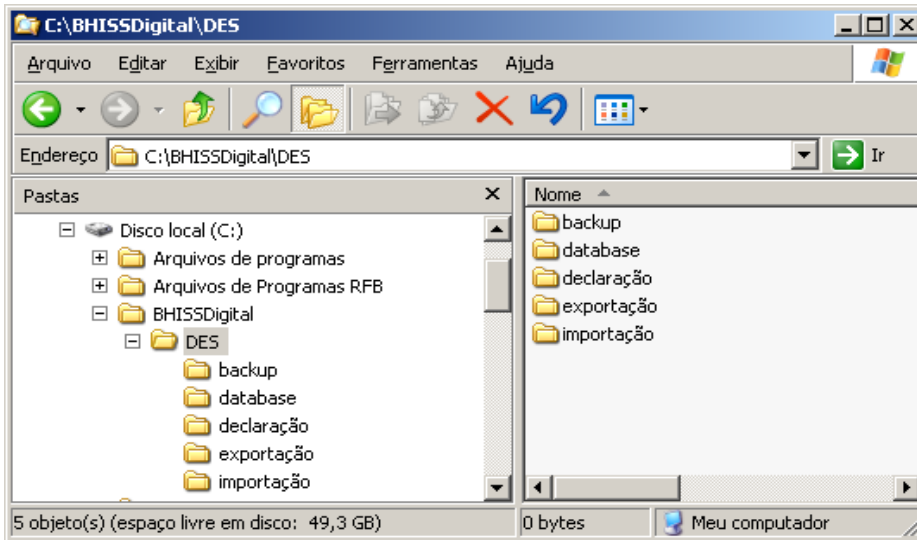 C:\BHISSDigital\DES
Arquivo Editar Exibir Favoritos Ferramentas Ajuda
Endereço C:\BHISSDigital\DES Ir
Pastas
Disco local (C:)
Arquivos de programas
Arquivos de Programas RFB
BHISSDigital
DES
backup
database
declaração
exportação
importação
Nome
backup
database
declaração
exportação
importação
5 objeto(s) (espaço livre em disco: 49,3 GB) 0 bytes Meu computador